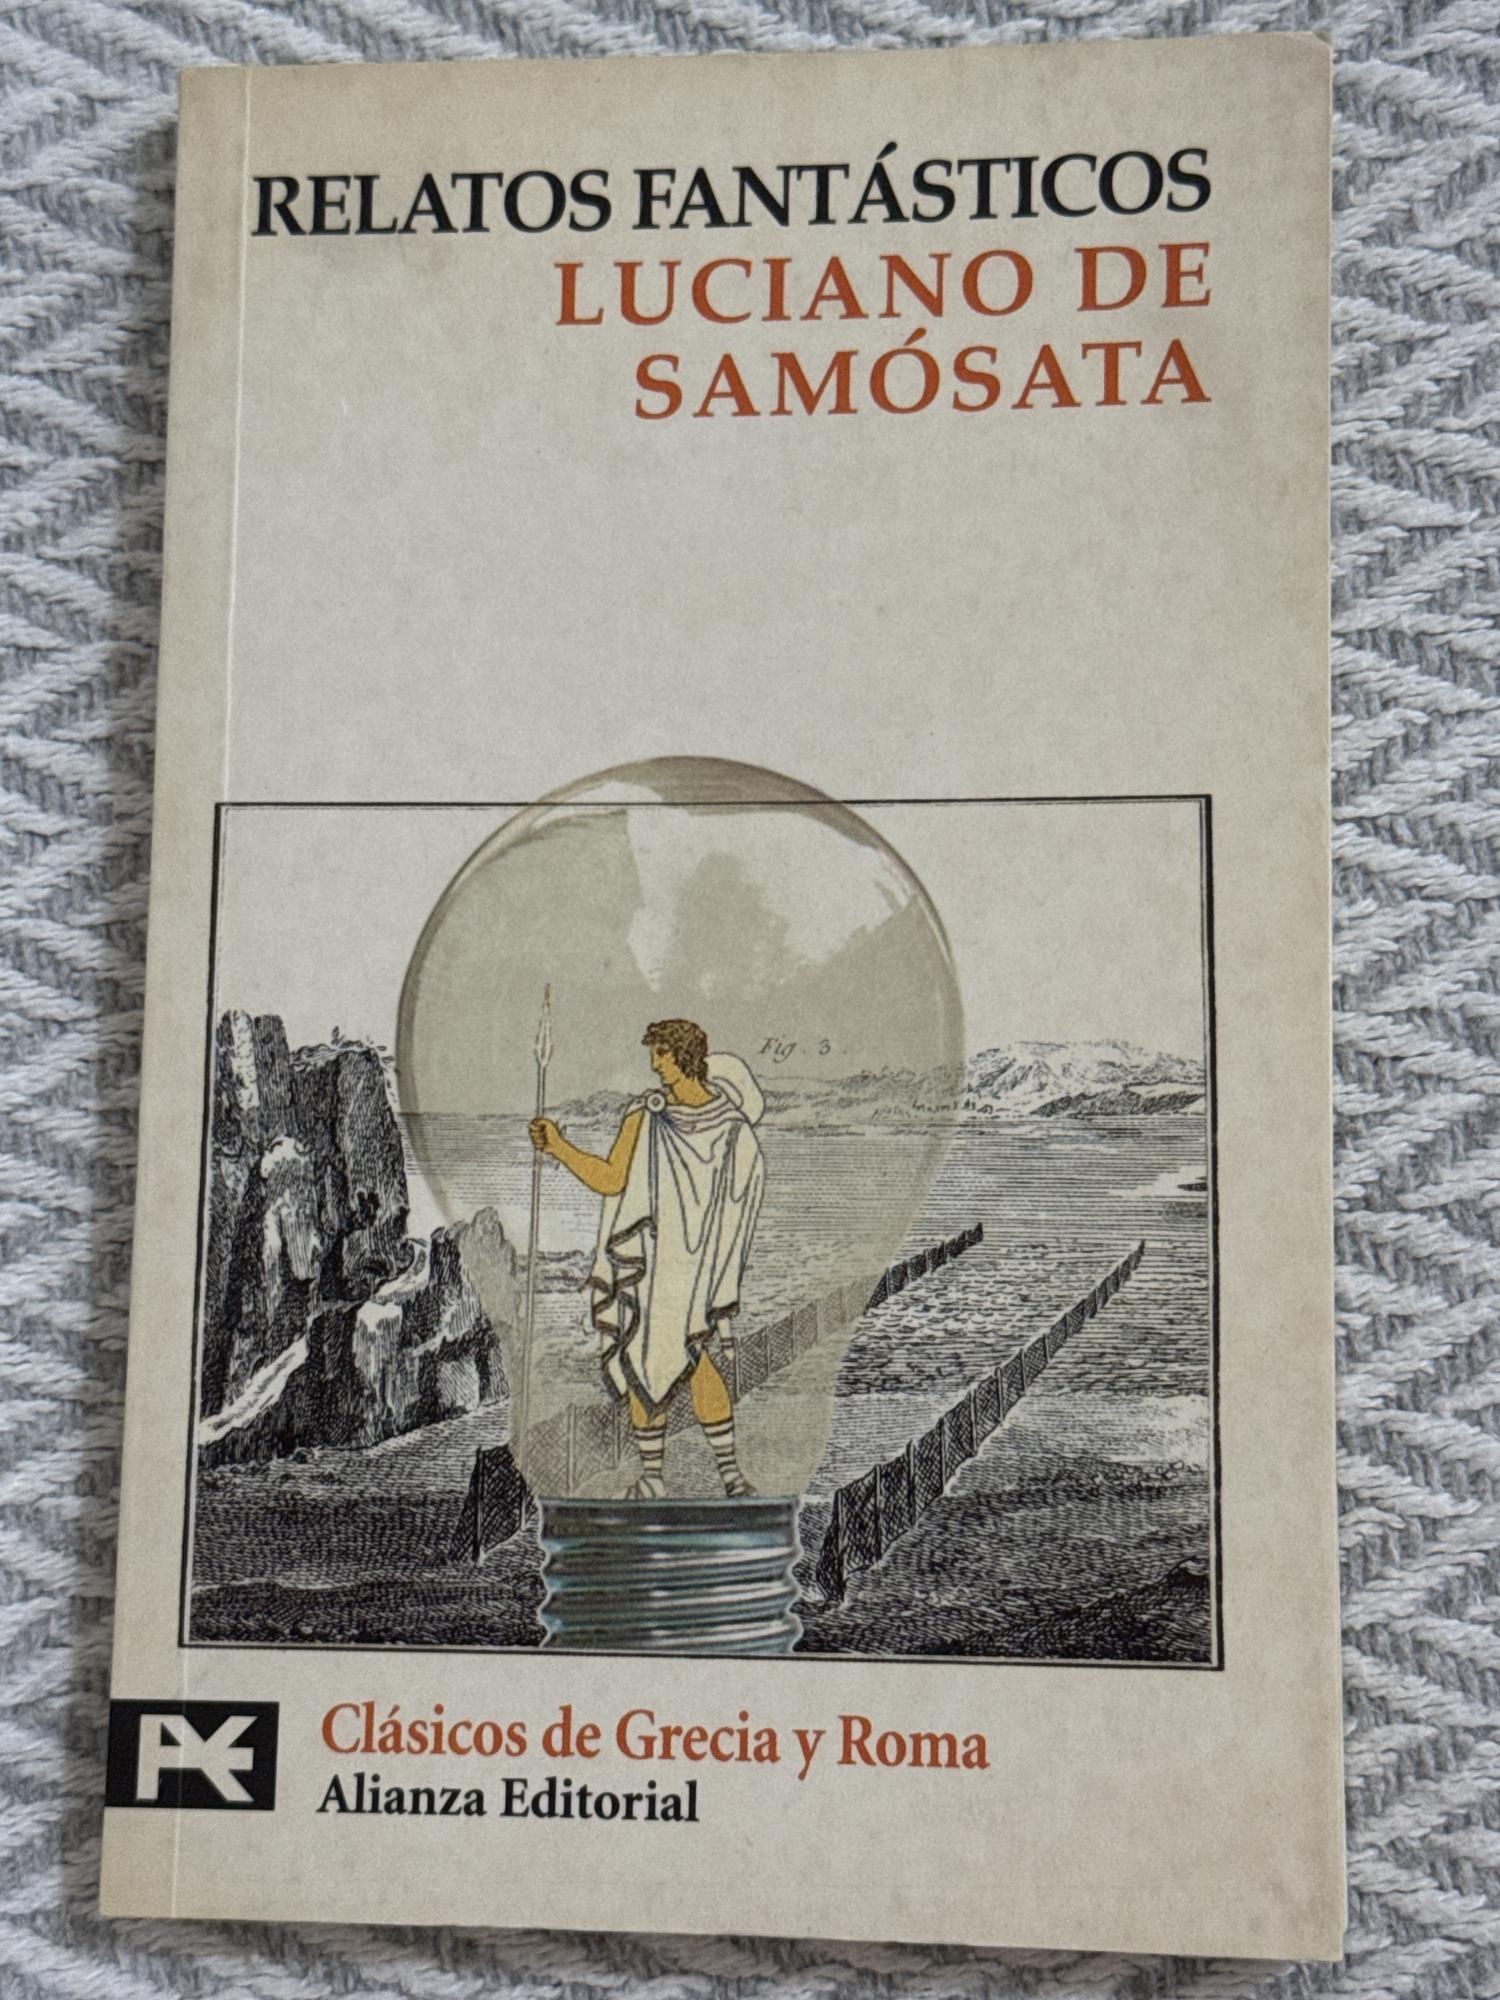 RELATOS FANTÁSTICOS
LUCIANO DE
SAMÓSATA
Fig. 3.
Clásicos de Grecia y Roma
Alianza Editorial